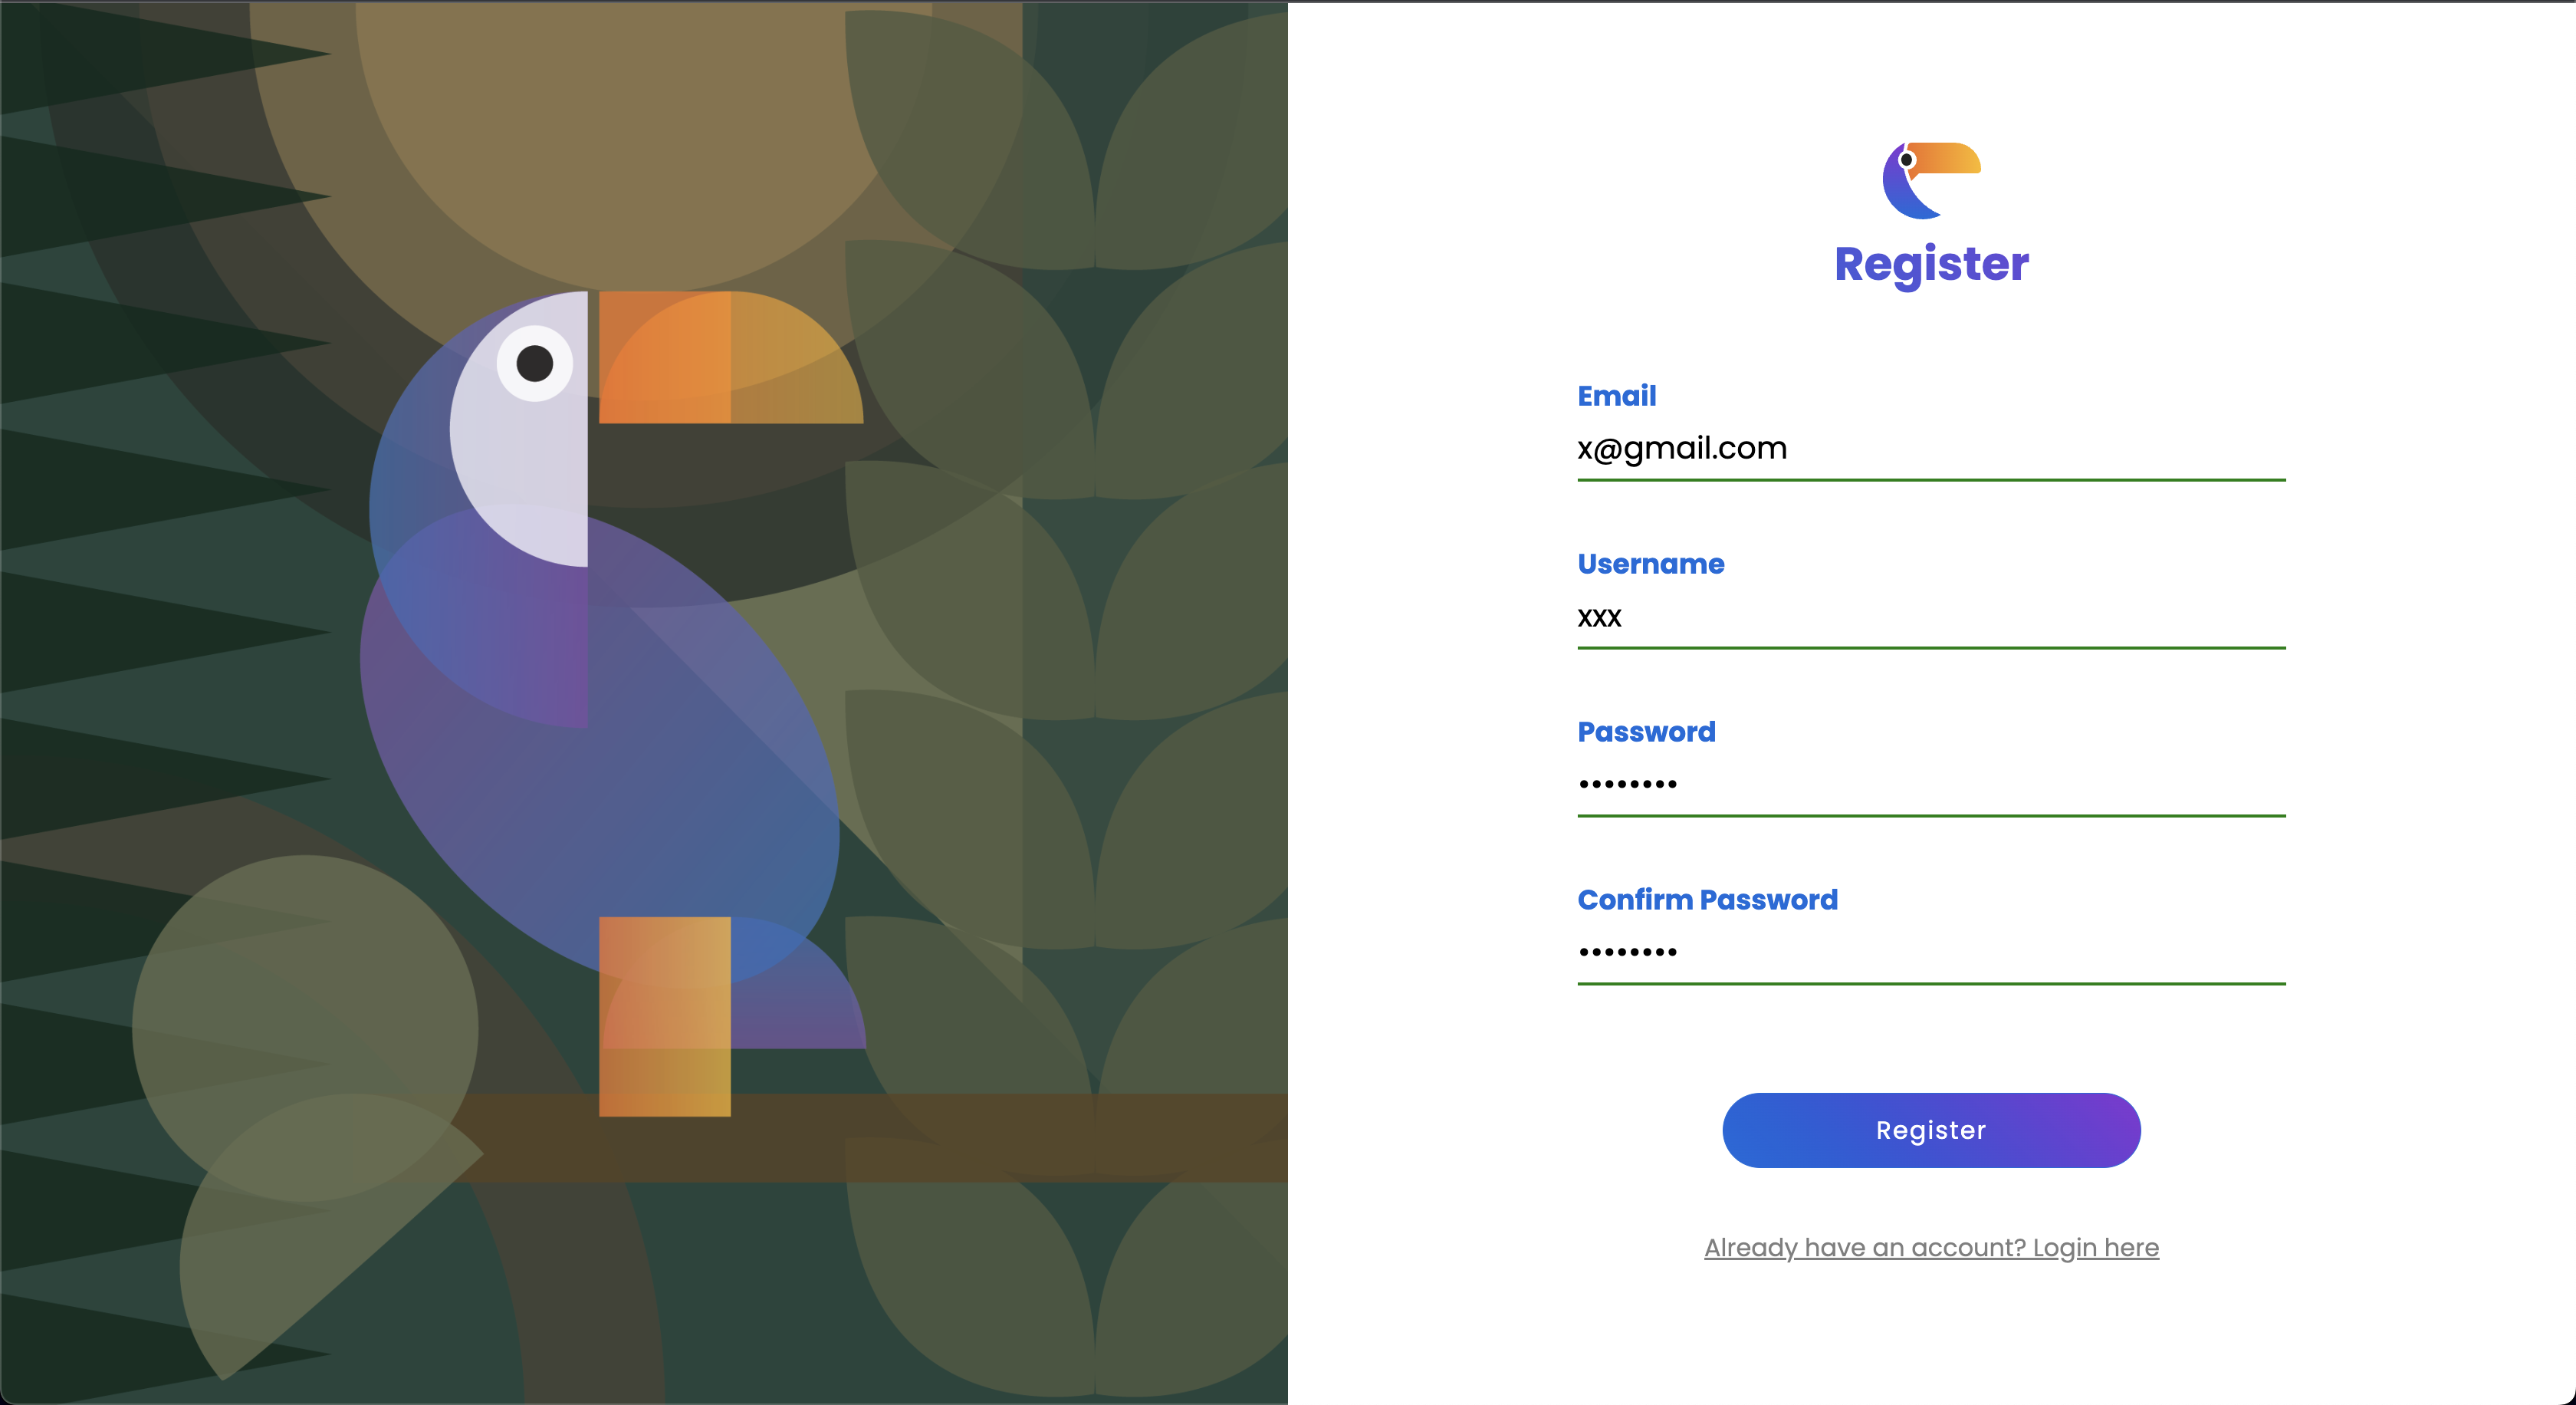 Register
Email
x@gmail.com
Username
xxx
Password
••••••••
Confirm Password
••••••••
Register
Already have an account? Login here